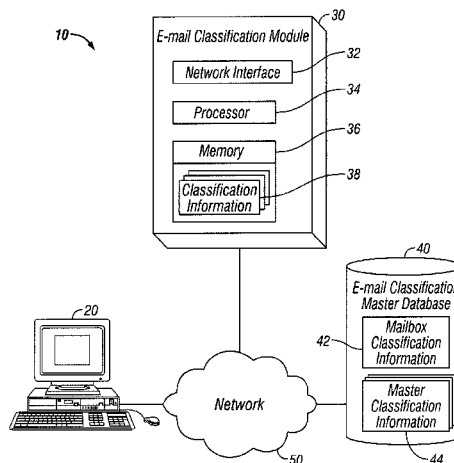 10
30
E-mail Classification Module
Network Interface
32
Processor
34
Memory
36
Classification
Information
38
40
E-mail Classification
Master Database
42
Mailbox
Classification
Information
Master
Classification
Information
44
20
Network
50